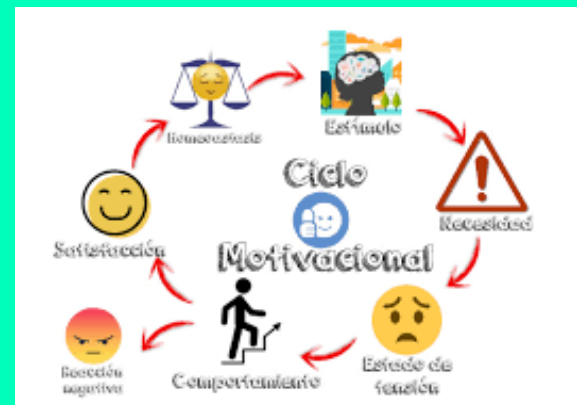 Homeostasis
Estímulo
Ciclo
Motivacional
Necesidad
Satisfacción
Estado de
tensión
Comportamiento
Reacción
negativa